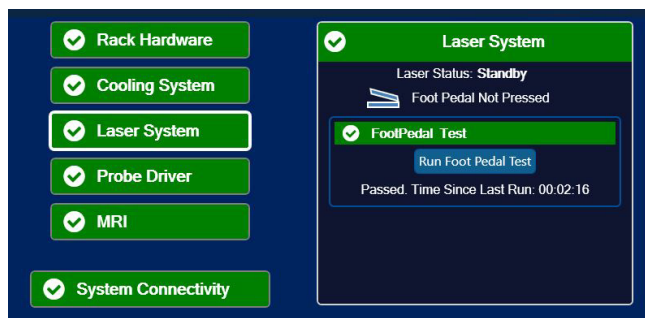 Rack Hardware
Cooling System
Laser System
Probe Driver
MRI
System Connectivity
Laser System
Laser Status: Standby
Foot Pedal Not Pressed
FootPedal Test
Run Foot Pedal Test
Passed. Time Since Last Run: 00:02:16